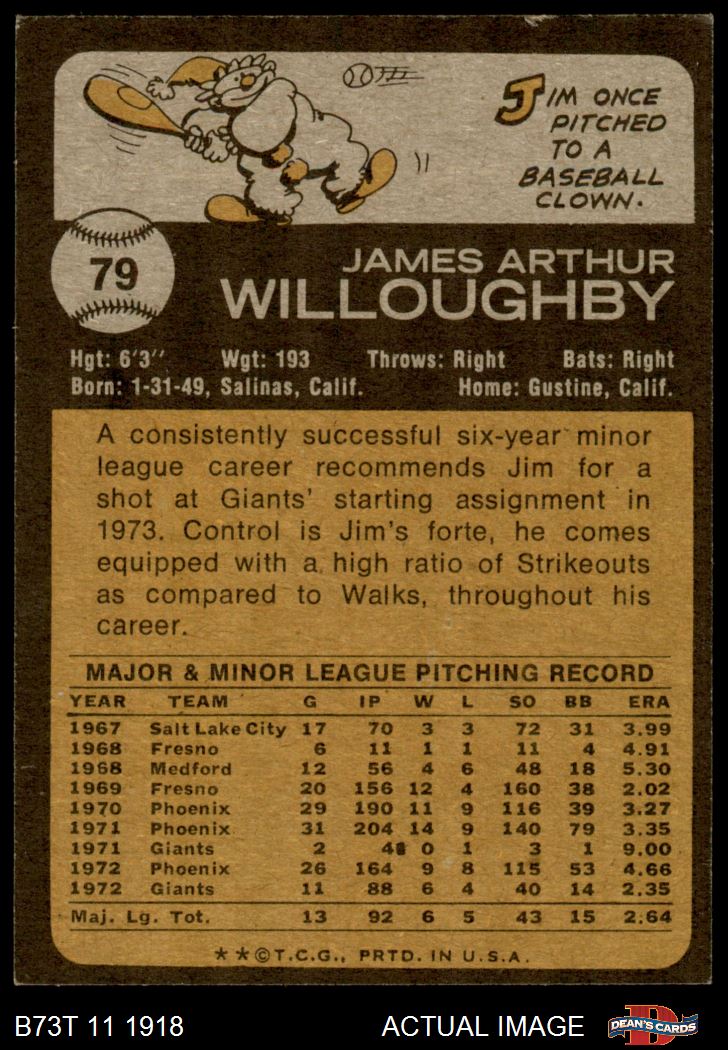 JIM ONCE
PITCHED
TO A
BASEBALL
CLOWN.
79
JAMES ARTHUR
WILLOUGHBY
Hgt: 6'3" Wgt: 193 Throws: Right Bats: Right
Born: 1-31-49, Salinas, Calif. Home: Gustine, Calif.
A consistently successful six-year minor
league career recommends Jim for a
shot at Giants' starting assignment in
1973. Control is Jim's forte, he comes
equipped with a high ratio of Strikeouts
as compared to Walks, throughout his
career.
MAJOR & MINOR LEAGUE PITCHING RECORD
YEAR TEAM G IP W L SO BB ERA
1967 Salt Lake City 17 70 3 3 72 31 3.99
1968 Fresno 6 11 1 1 11 4 4.91
1968 Medford 12 56 4 6 48 18 5.30
1969 Fresno 20 156 12 4 160 38 2.02
1970 Phoenix 29 190 11 9 116 39 3.27
1971 Phoenix 31 204 14 9 140 79 3.35
1971 Giants 2 4 0 1 3 1 9.00
1972 Phoenix 26 164 9 8 115 53 4.66
1972 Giants 11 88 6 4 40 14 2.35
Maj. Lg. Tot. 13 92 6 5 43 15 2.64
**©T.C.G., PRTD. IN U.S.A.
B73T 11 1918 ACTUAL IMAGE DEAN'S CARDS